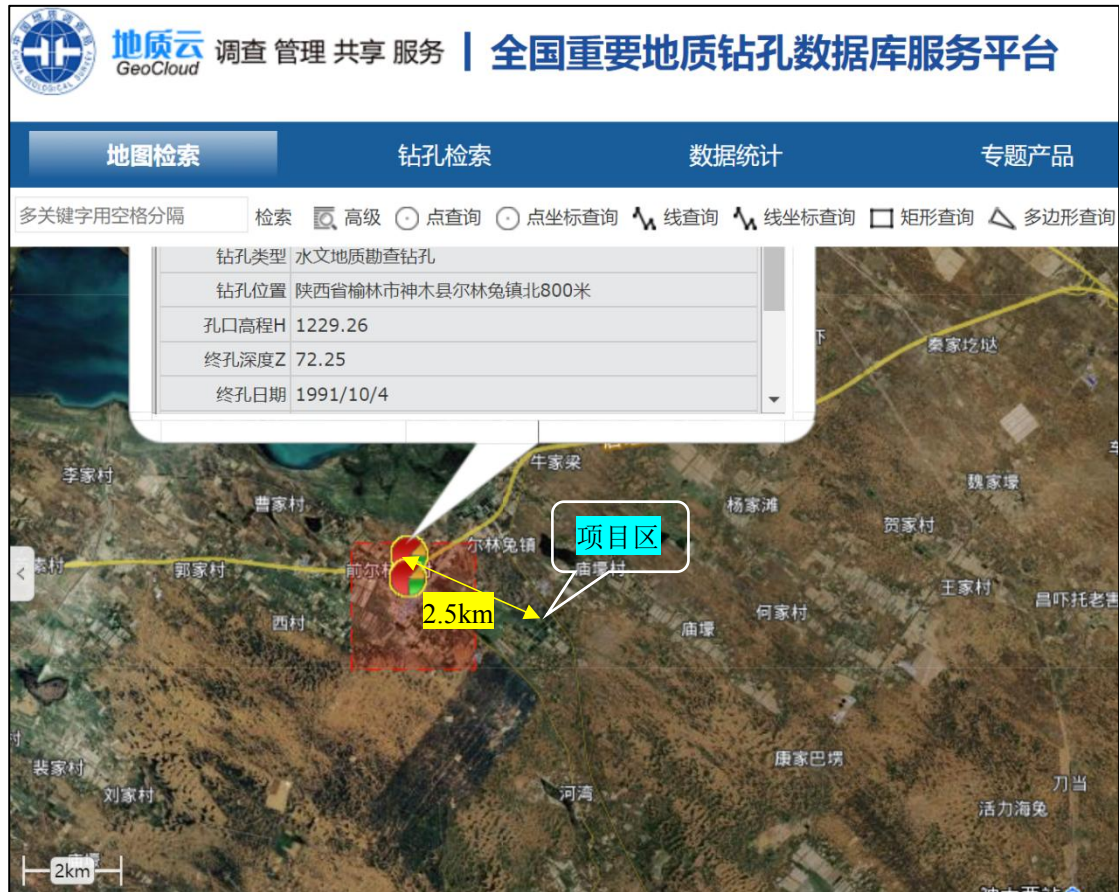 地质云 调查 管理 共享 服务 | 全国重要地质钻孔数据库服务平台
GeoCloud
CHINA GEOLOGICAL SURVEY
地图检索 钻孔检索 数据统计 专题产品
多关键字用空格分隔 检索 高级 点查询 点坐标查询 线查询 线坐标查询 矩形查询 多边形查询
钻孔类型 水文地质勘查钻孔
钻孔位置 陕西省榆林市神木县尔林兔镇北800米
孔口高程H 1229.26
终孔深度Z 72.25
终孔日期 1991/10/4
秦家圪垯
牛家梁
李家村
魏家壕
曹家村
杨家滩
贺家村
项目区
尔林兔镇
郭家村
前尔林
庙壕村
王家村
昌吓托老害
2.5km
何家村
西村
庙壕
康家巴塄
裴家村
刀当
河湾
刘家村
活力海兔
2km